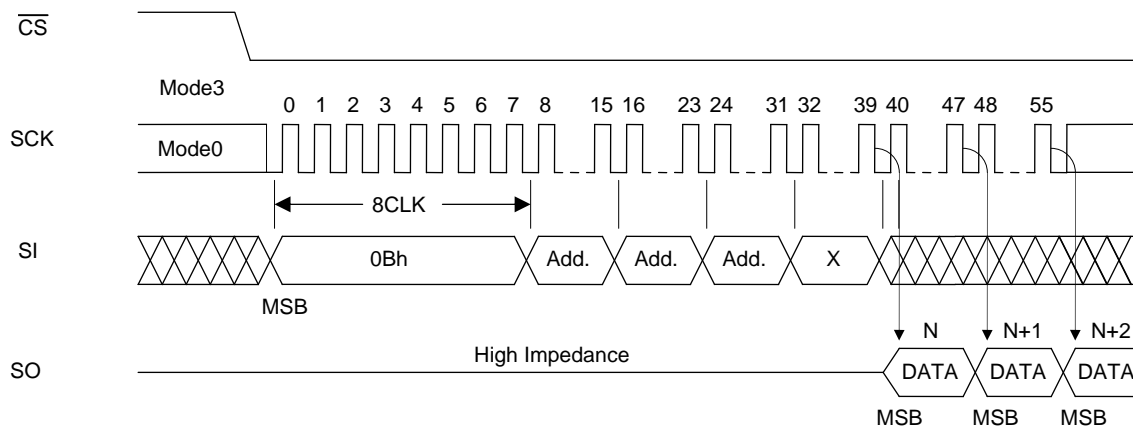 CS
Mode3
0 1 2 3 4 5 6 7 8 15 16 23 24 31 32 39 40 47 48 55
SCK
Mode0
8CLK
SI
0Bh Add. Add. Add. X
MSB
N N+1 N+2
High Impedance
SO
DATA DATA DATA
MSB MSB MSB